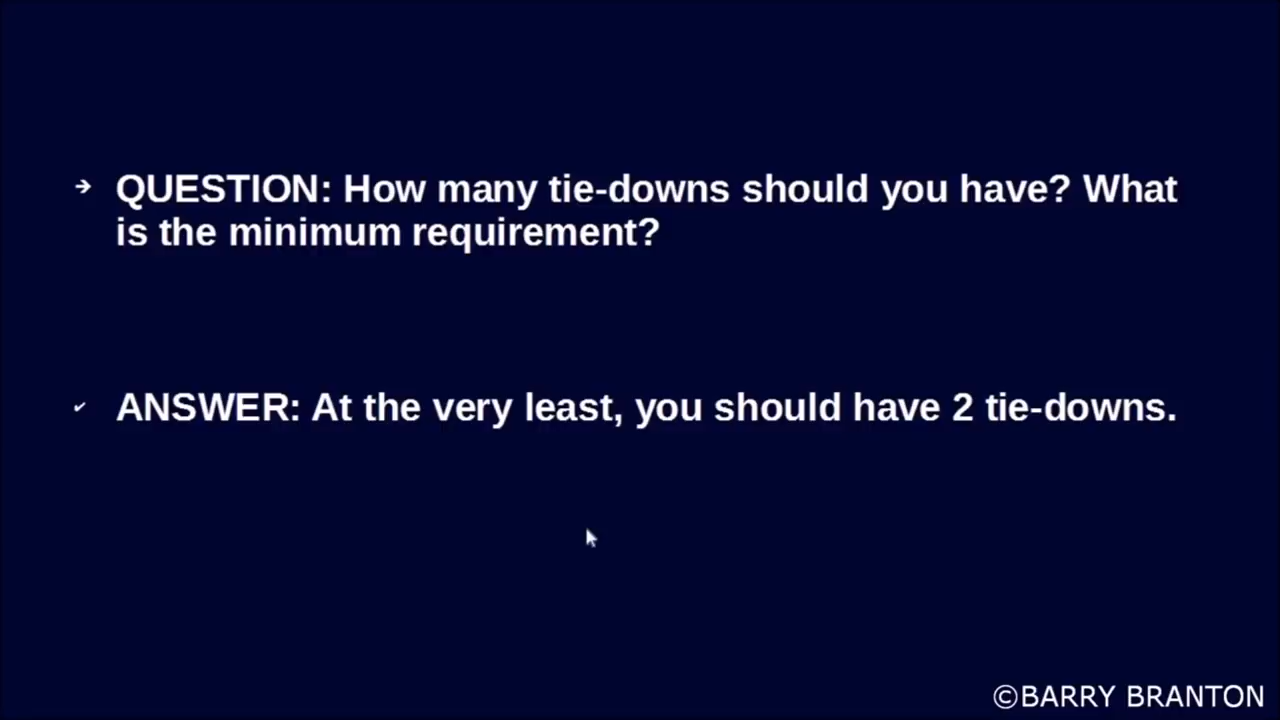 → QUESTION: How many tie-downs should you have? What
is the minimum requirement?
✓ ANSWER: At the very least, you should have 2 tie-downs.
©BARRY BRANTON